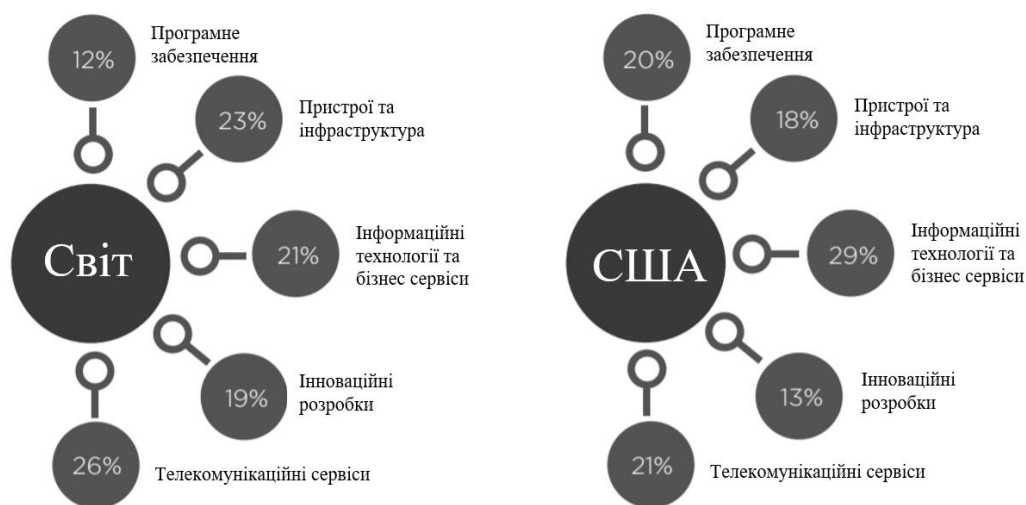 12%
Програмне
забезпечення
23%
Пристрої та
інфраструктура
Світ
21%
Інформаційні
технології та
бізнес сервіси
19%
Інноваційні
розробки
26%
Телекомунікаційні сервіси
20%
Програмне
забезпечення
18%
Пристрої та
інфраструктура
США
29%
Інформаційні
технології та
бізнес сервіси
13%
Інноваційні
розробки
21%
Телекомунікаційні сервіси